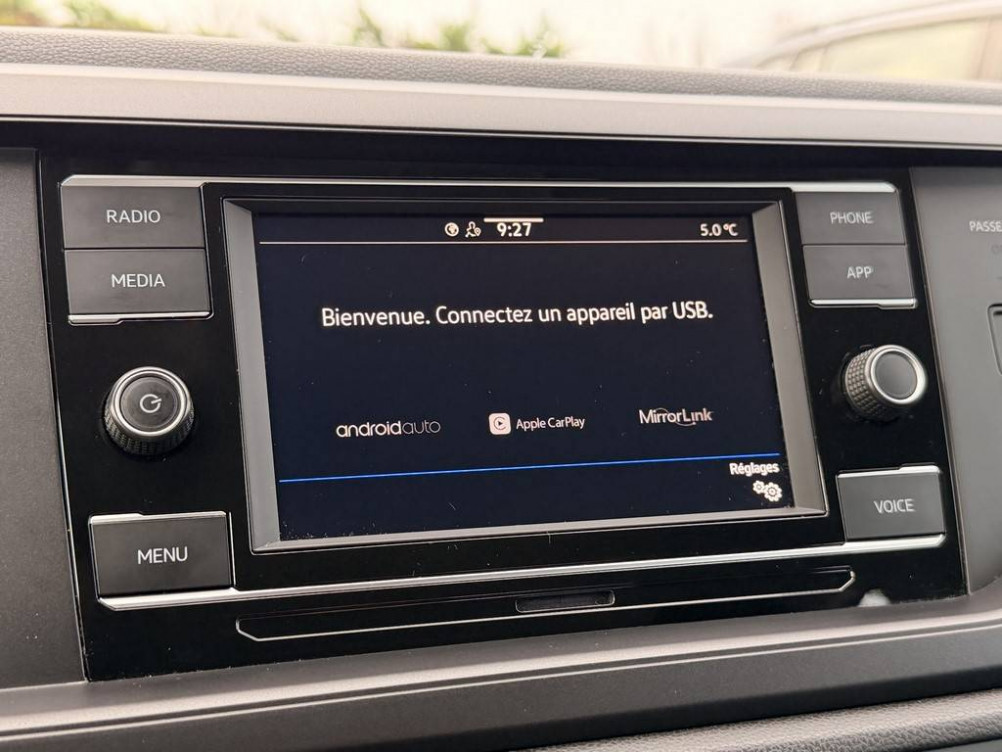 RADIO
MEDIA
MENU
9:27
5.0°C
Bienvenue. Connectez un appareil par USB.
androidauto
Apple CarPlay
MirrorLink
Réglages
PHONE
APP
VOICE
PASSE